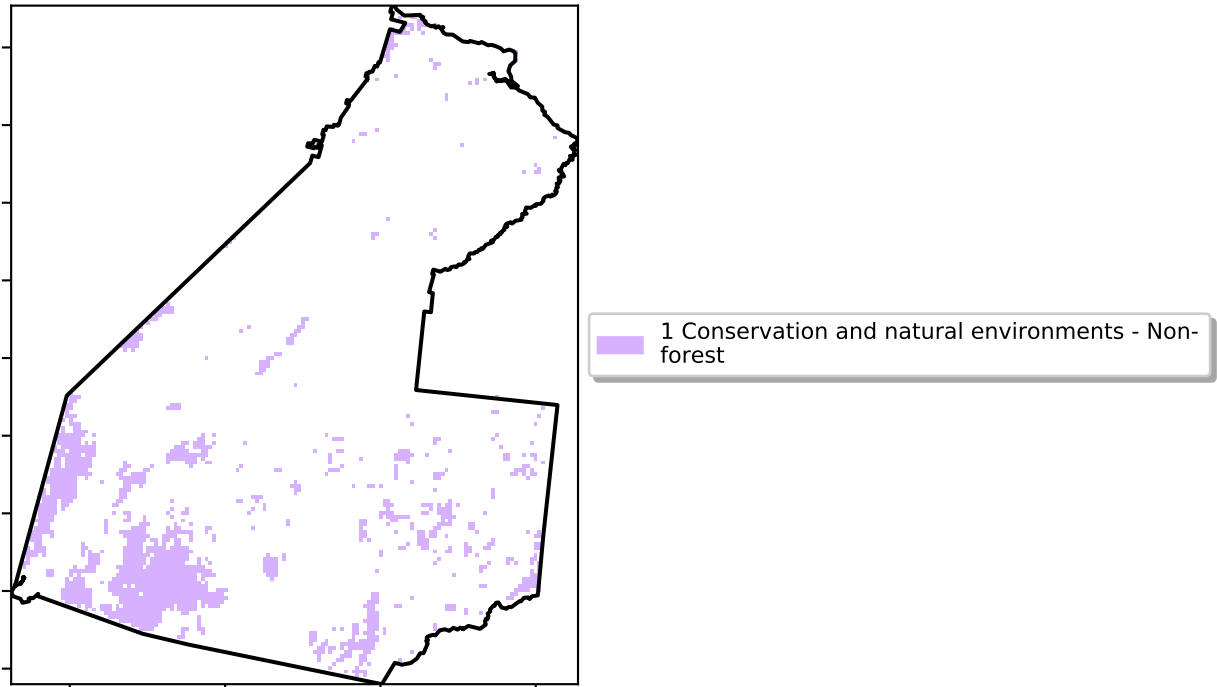 1 Conservation and natural environments - Non-
forest